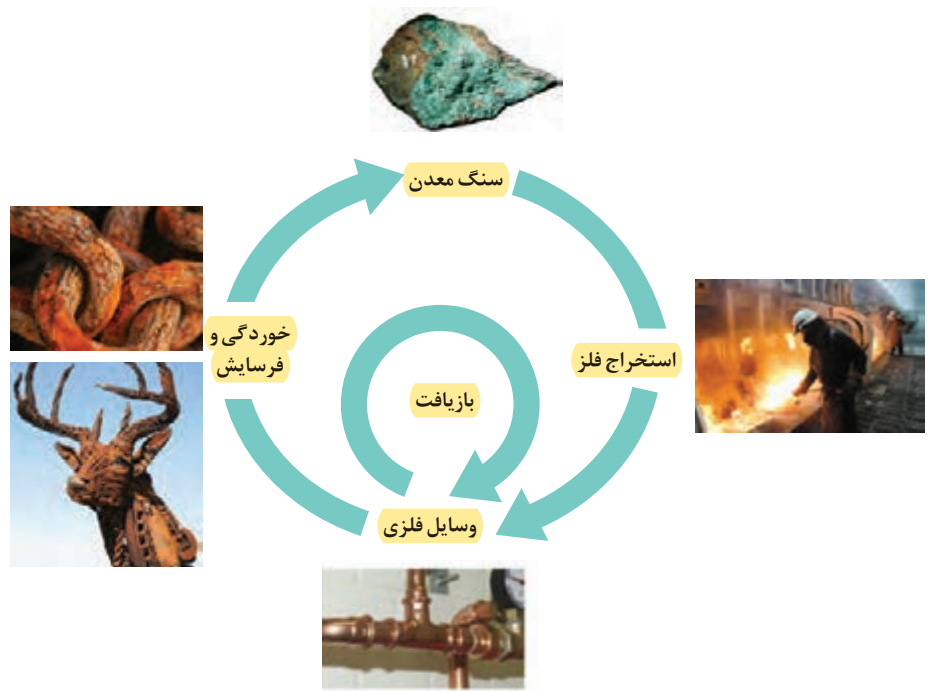 سنگ معدن
استخراج فلز
وسایل فلزی
خوردگی و
فرسایش
بازیافت